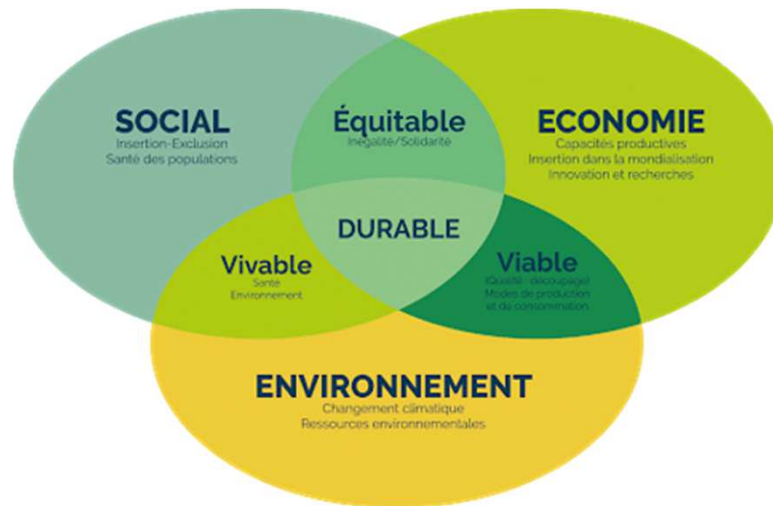 SOCIAL
Insertion-Exclusion
Santé des populations
Équitable
Inégalité/Solidarité
ECONOMIE
Capacités productives
Insertion dans la mondialisation
Innovation et recherches
DURABLE
Vivable
Santé
Environnement
Viable
découplage)
Modes de production
et de consommation
ENVIRONNEMENT
Changement climatique
Ressources environnementales